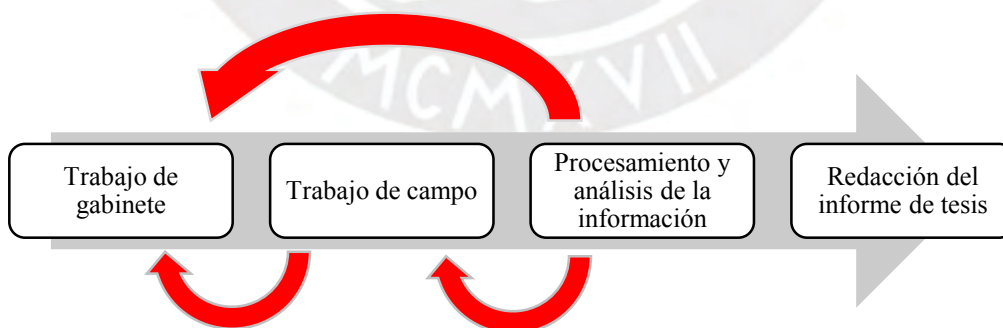 MCMXVII
Trabajo de
gabinete
Trabajo de campo
Procesamiento y
análisis de la
información
Redacción del
informe de tesis